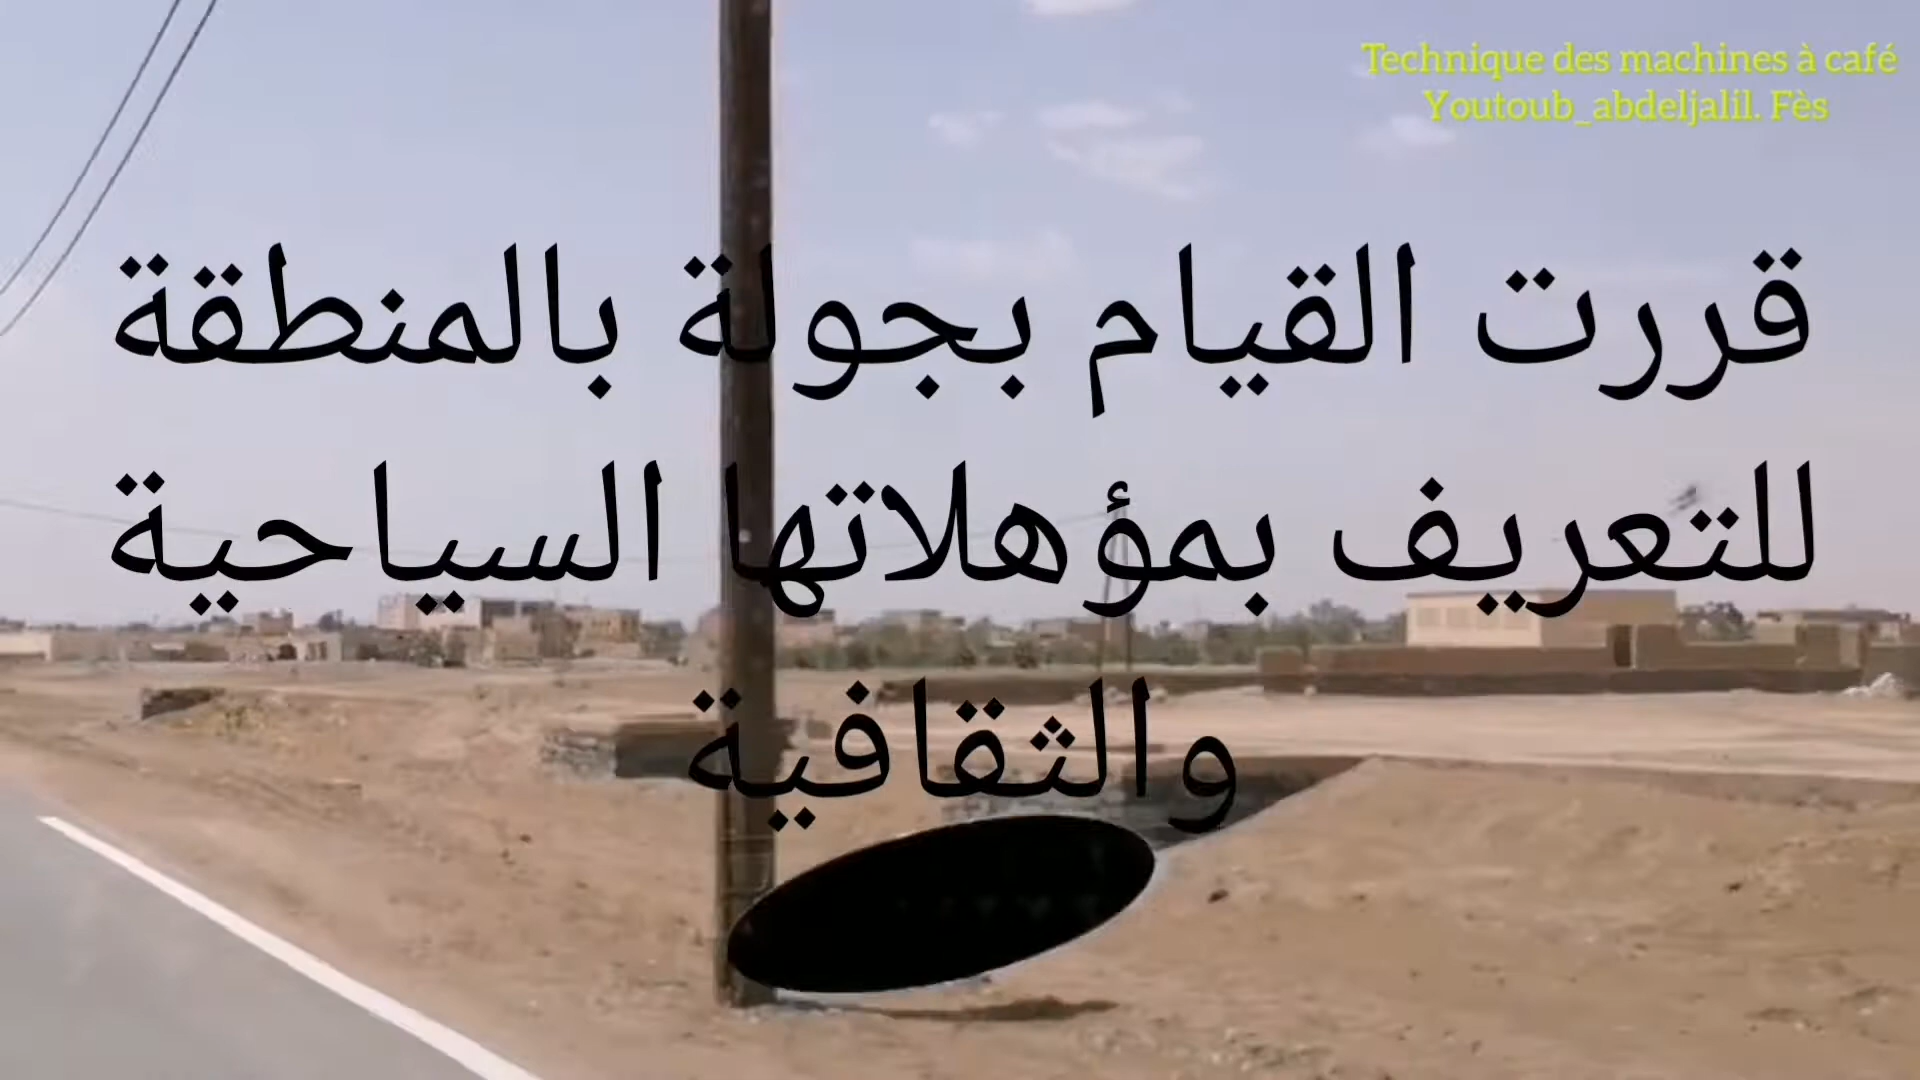 Technique des machines à café
Youtoub_abdeljalil. Fès
قررت القيام بجولة بالمنطقة
للتعريف بمؤهلاتها السياحية
والثقافية